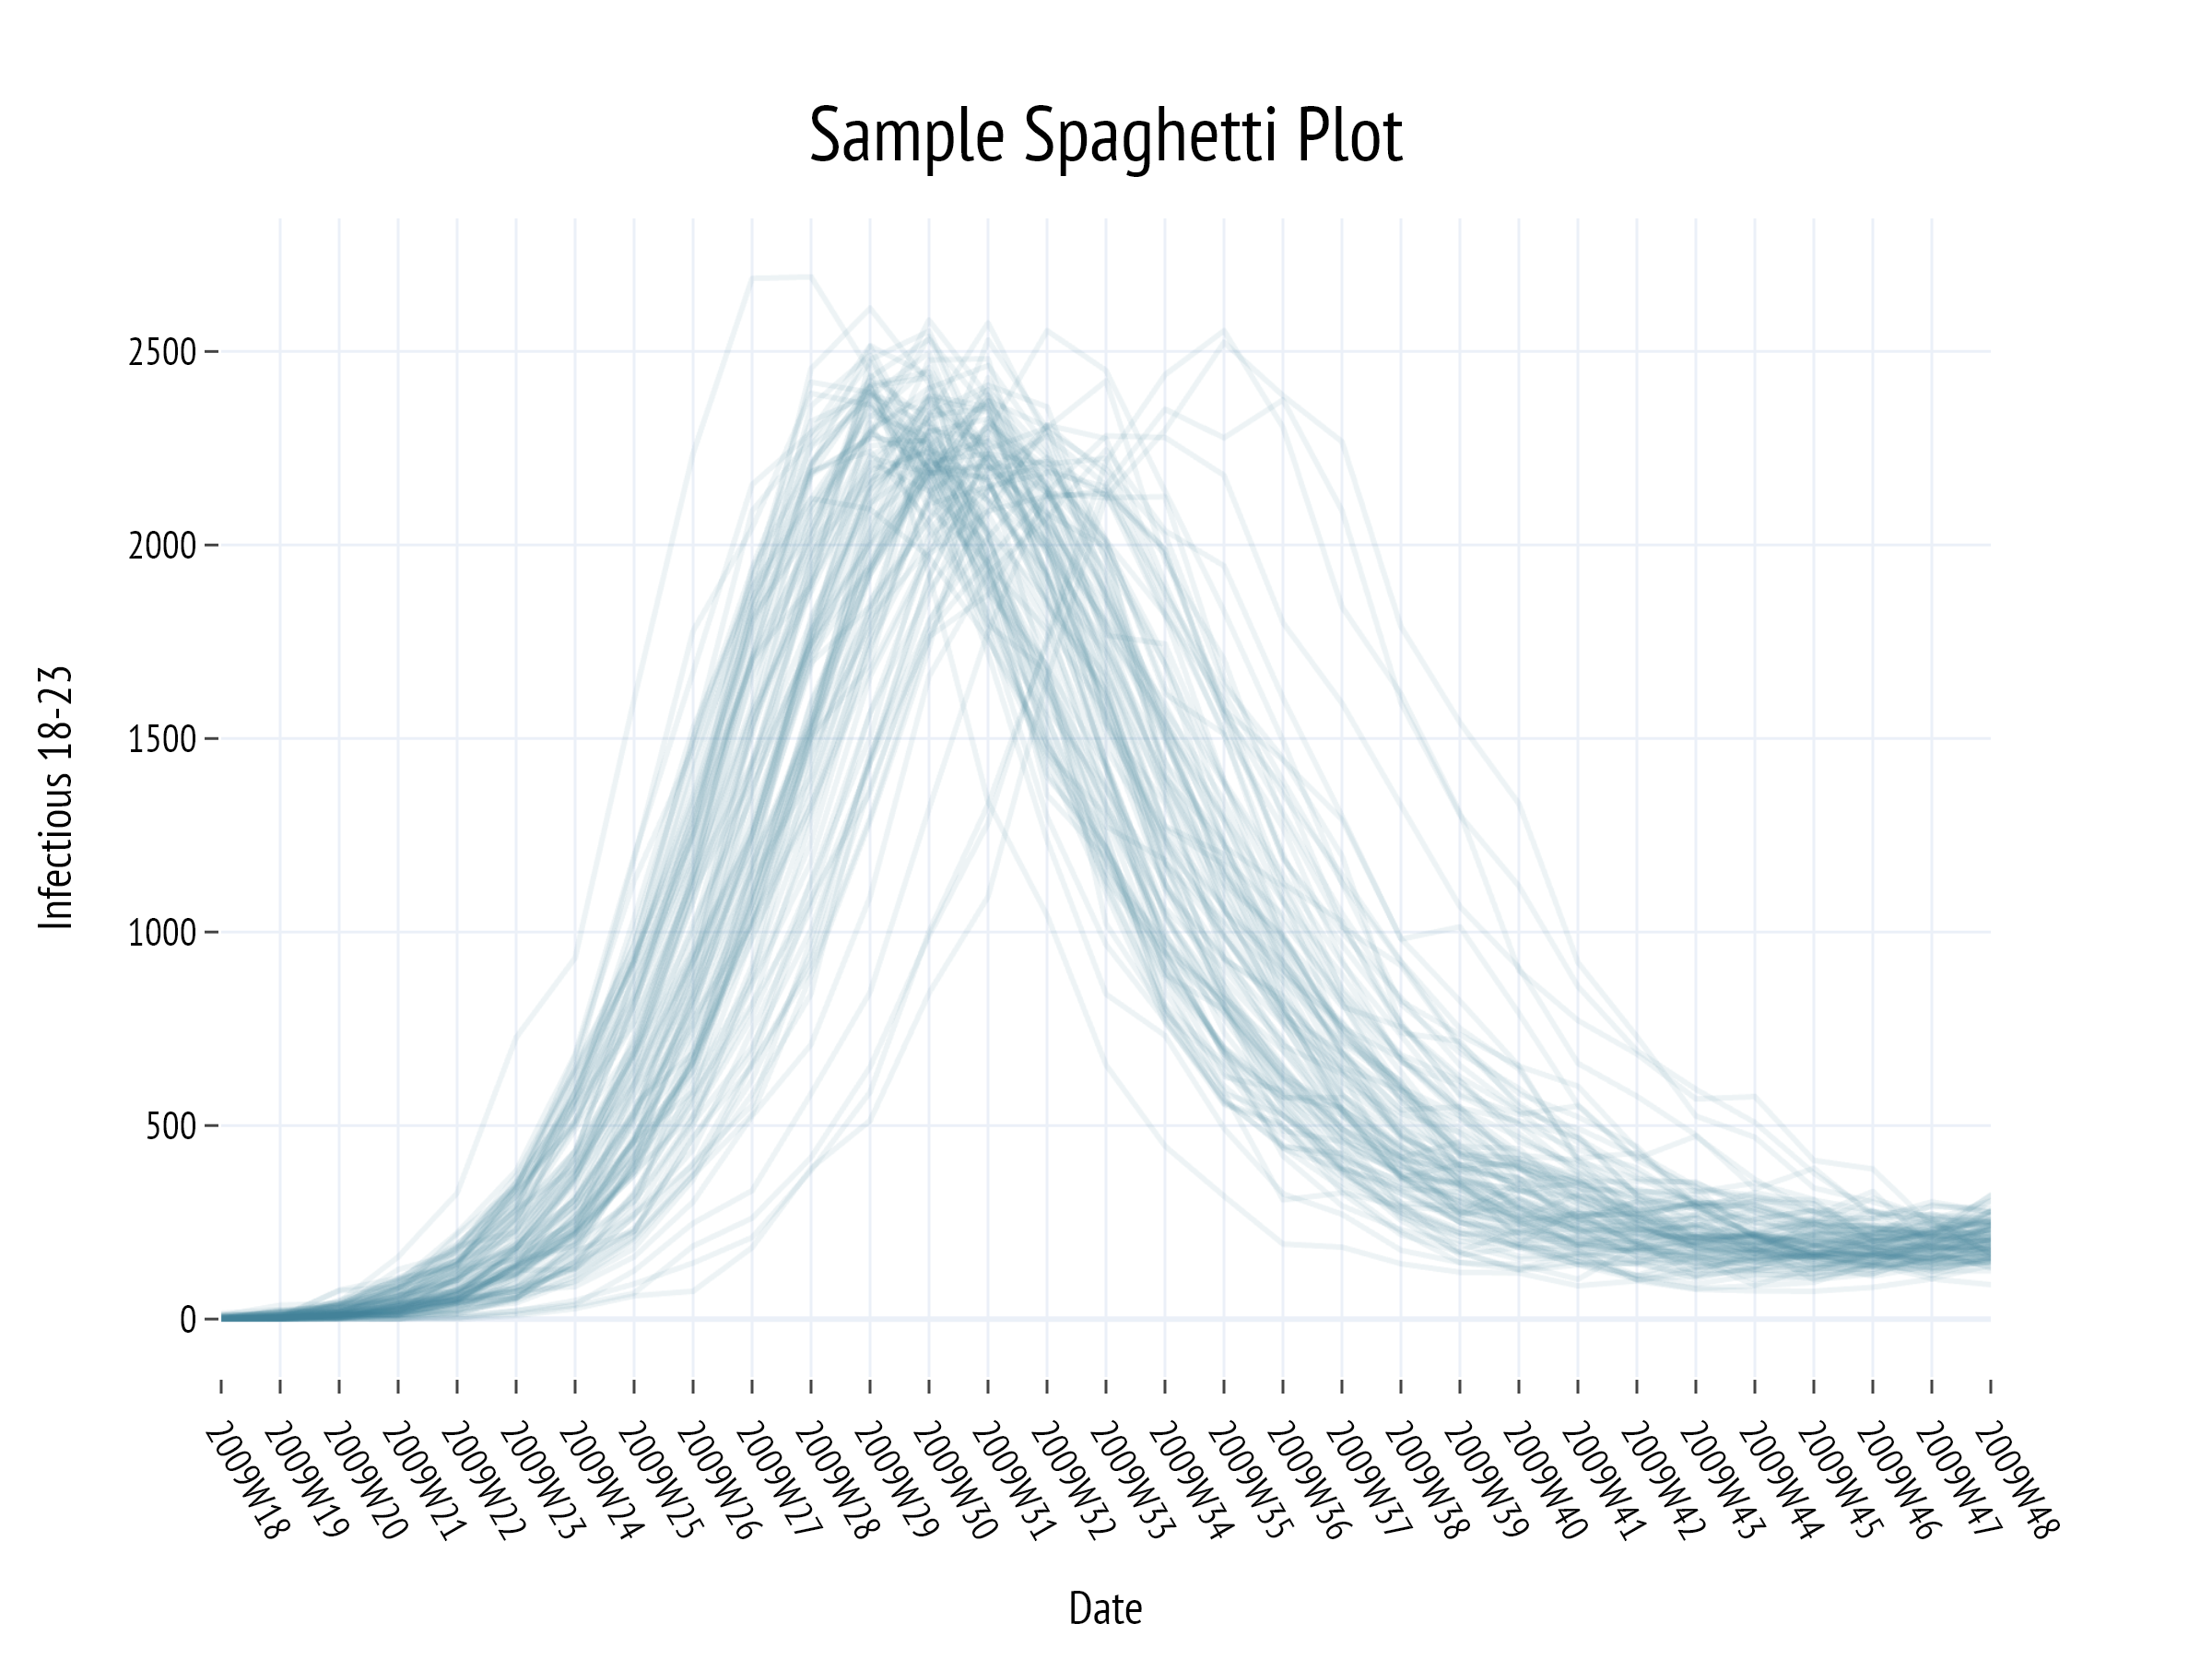 Sample Spaghetti Plot
Infectious 18-23
2500
2000
1500
1000
500
0
2009W18
2009W19
2009W20
2009W21
2009W22
2009W23
2009W24
2009W25
2009W26
2009W27
2009W28
2009W29
2009W30
2009W31
2009W32
2009W33
2009W34
2009W35
2009W36
2009W37
2009W38
2009W39
2009W40
2009W41
2009W42
2009W43
2009W44
2009W45
2009W46
2009W47
2009W48
Date